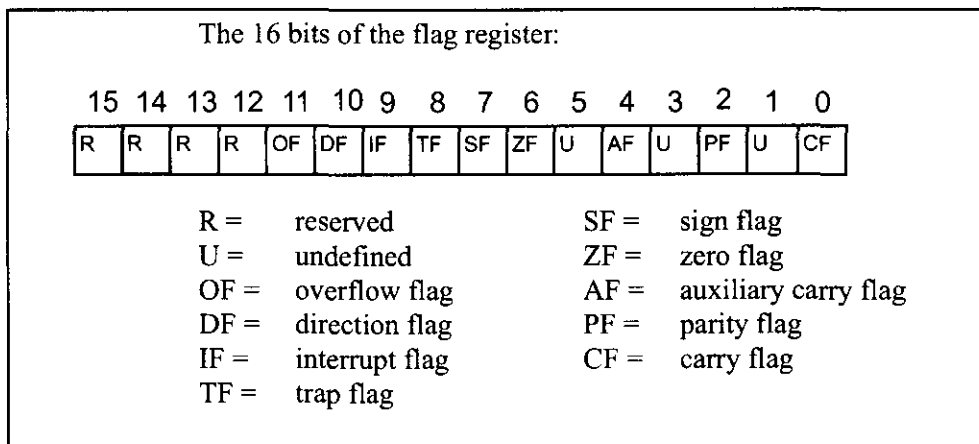 The 16 bits of the flag register:
15 14 13 12 11 10 9 8 7 6 5 4 3 2 1 0
R R R R OF DF IF TF SF ZF U AF U PF U CF
R = reserved SF = sign flag
U = undefined ZF = zero flag
OF = overflow flag AF = auxiliary carry flag
DF = direction flag PF = parity flag
IF = interrupt flag CF = carry flag
TF = trap flag